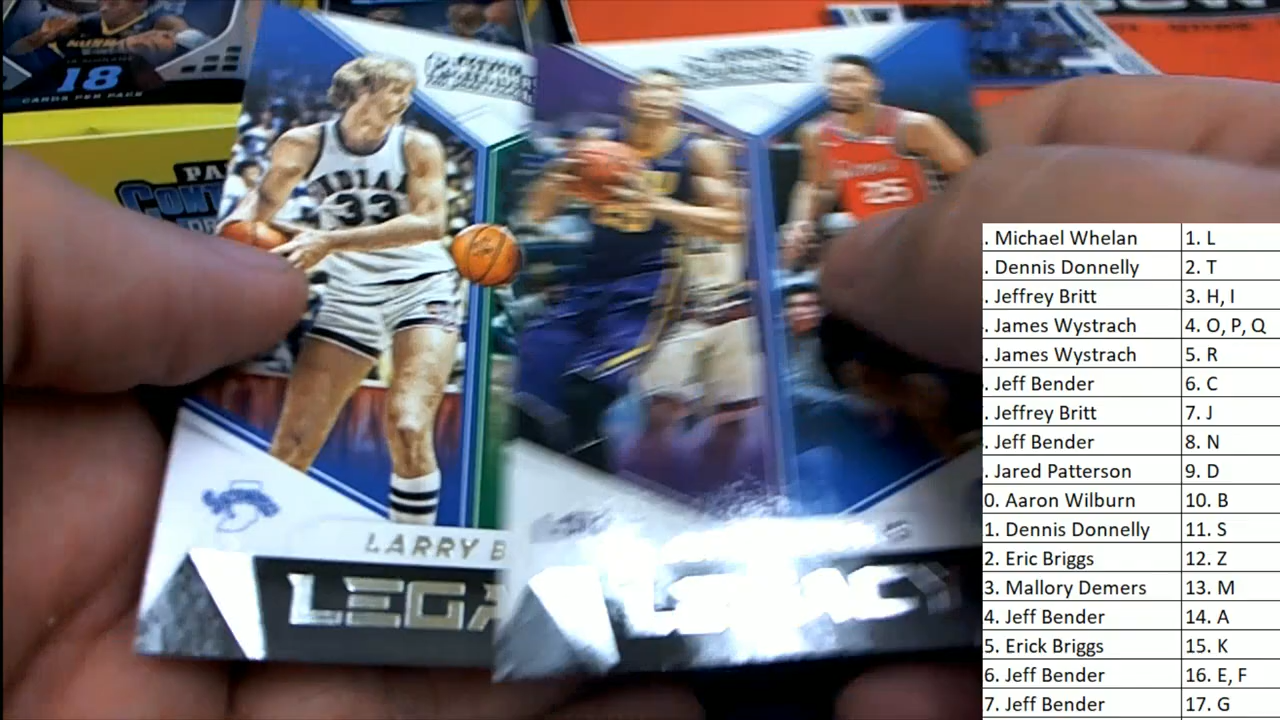 18
CARDS PER PACK
33
LARRY B
LEGA
LEGACY
25
. Michael Whelan 1. L
. Dennis Donnelly 2. T
. Jeffrey Britt 3. H, I
. James Wystrach 4. O, P, Q
. James Wystrach 5. R
. Jeff Bender 6. C
. Jeffrey Britt 7. J
. Jeff Bender 8. N
. Jared Patterson 9. D
0. Aaron Wilburn 10. B
1. Dennis Donnelly 11. S
2. Eric Briggs 12. Z
3. Mallory Demers 13. M
4. Jeff Bender 14. A
5. Erick Briggs 15. K
6. Jeff Bender 16. E, F
7. Jeff Bender 17. G